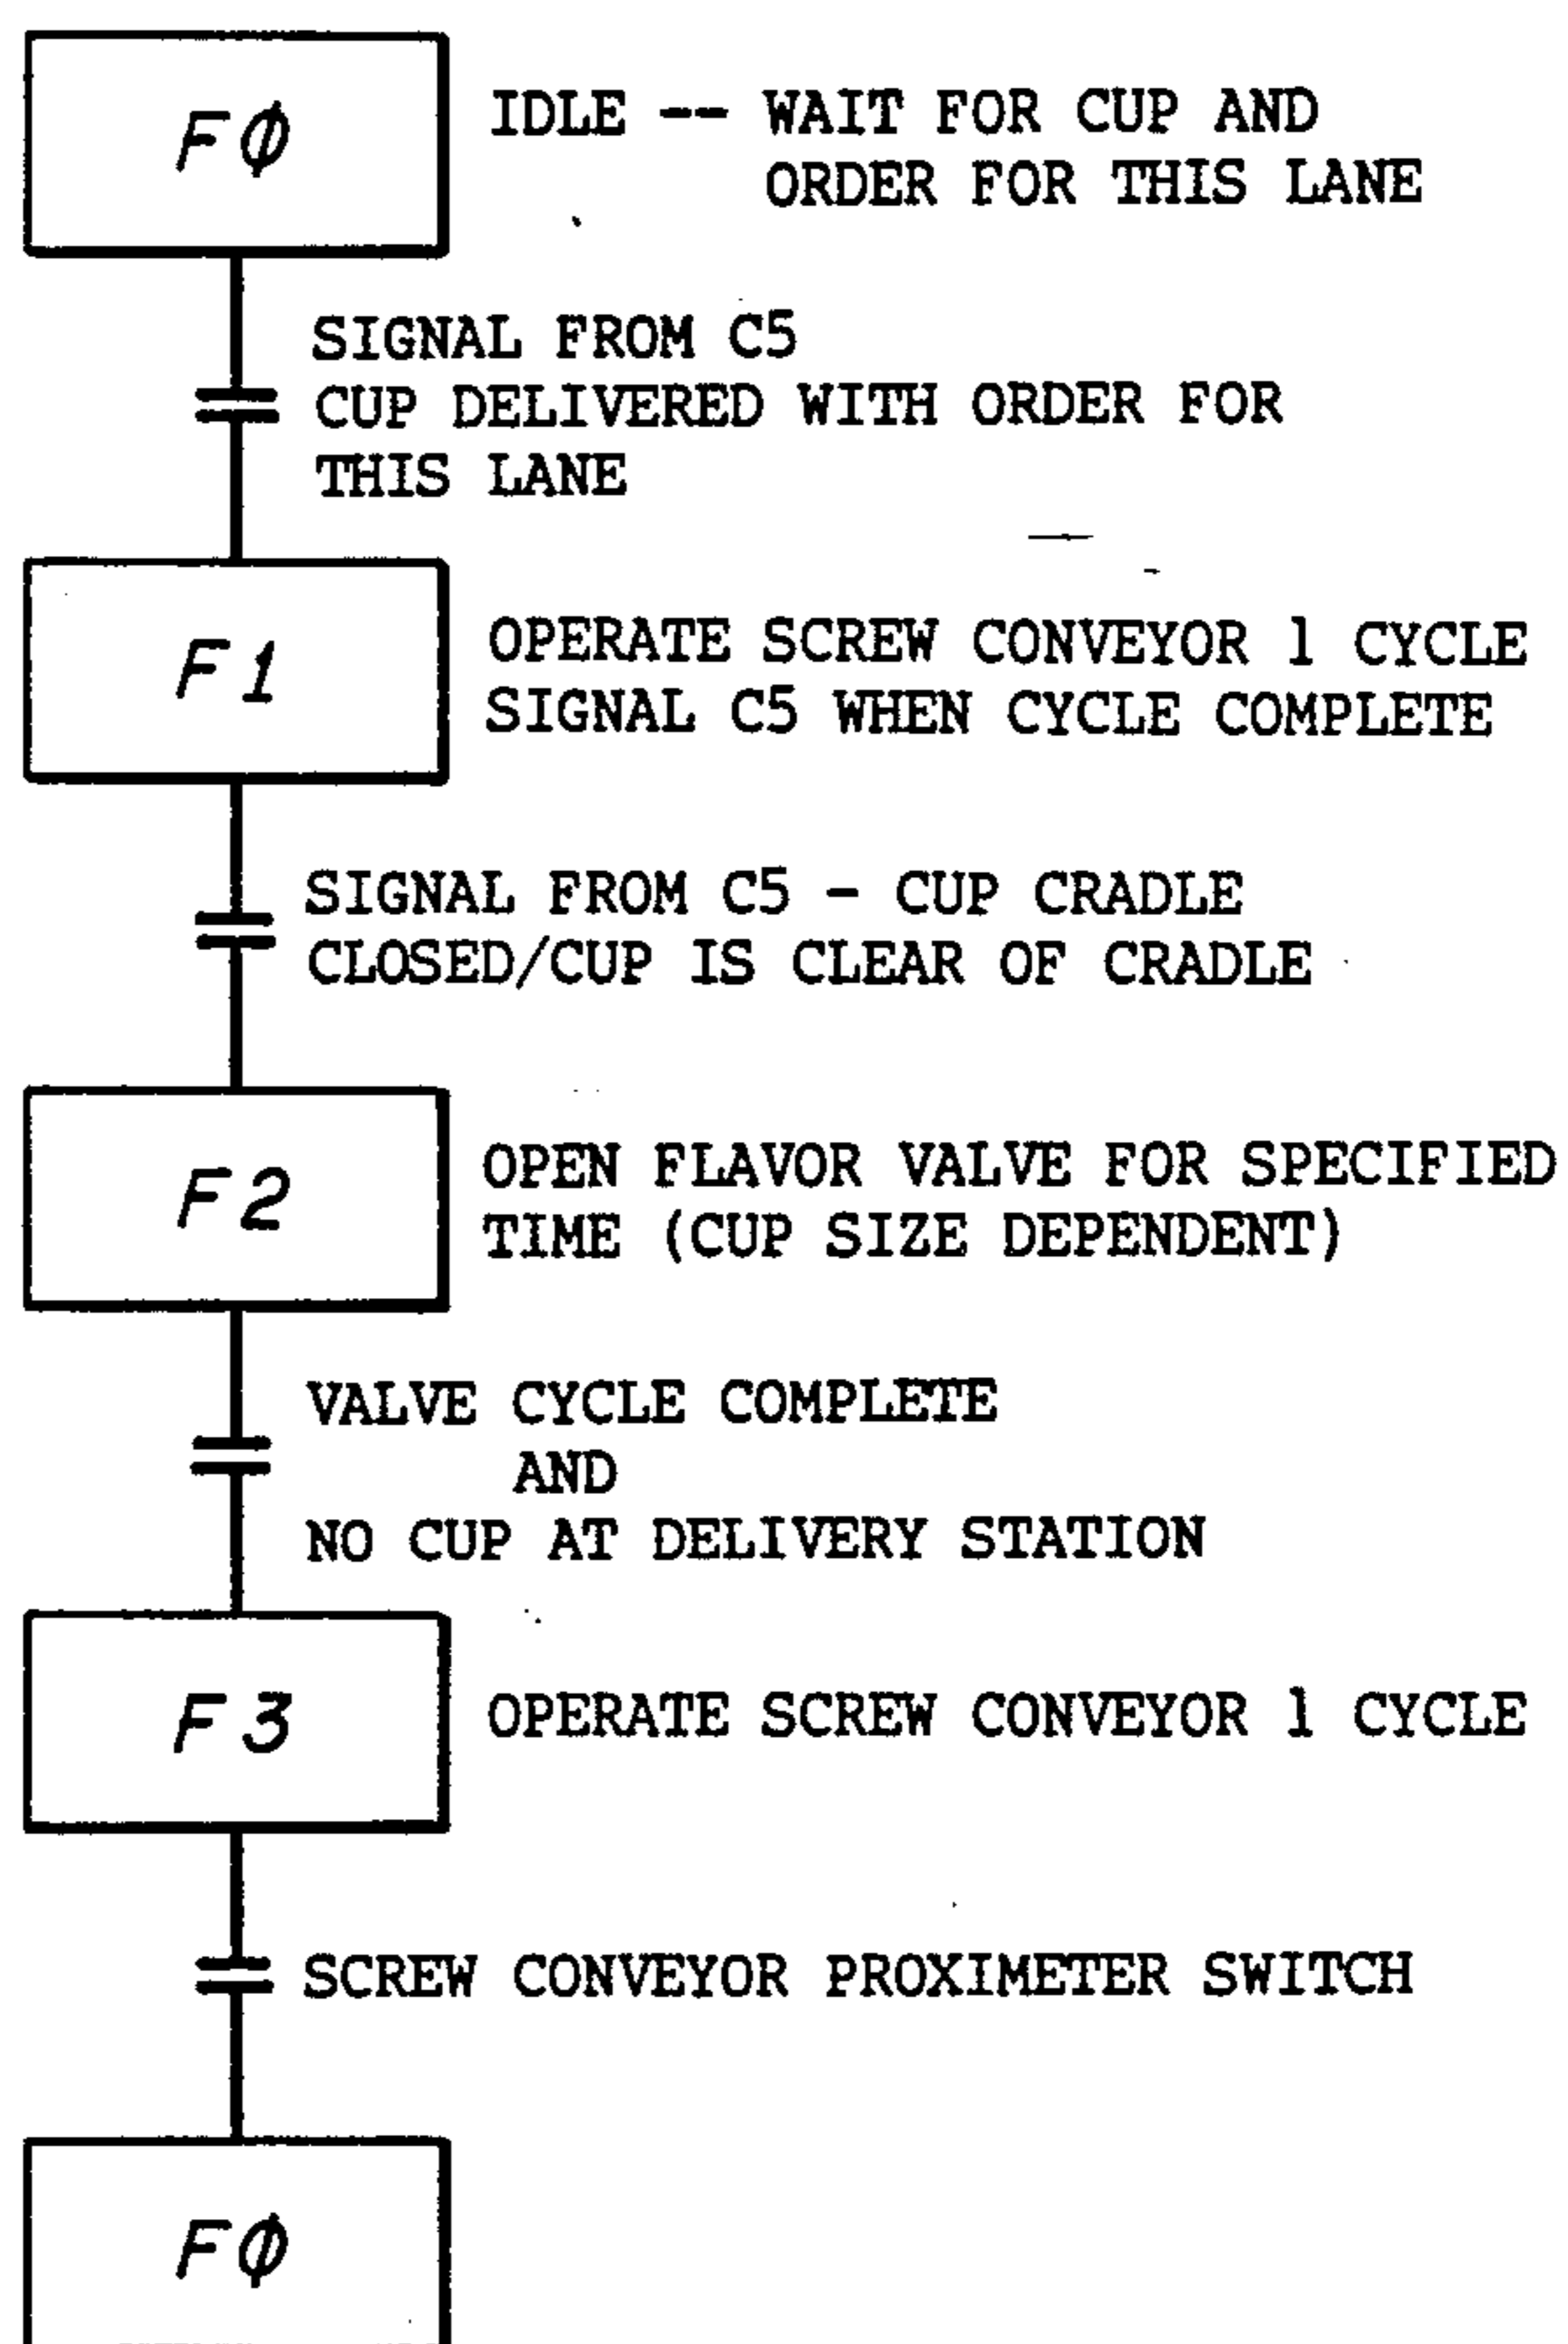 FØ
IDLE -- WAIT FOR CUP AND
ORDER FOR THIS LANE
SIGNAL FROM C5
CUP DELIVERED WITH ORDER FOR
THIS LANE
F1
OPERATE SCREW CONVEYOR 1 CYCLE
SIGNAL C5 WHEN CYCLE COMPLETE
SIGNAL FROM C5 - CUP CRADLE
CLOSED/CUP IS CLEAR OF CRADLE
F2
OPEN FLAVOR VALVE FOR SPECIFIED
TIME (CUP SIZE DEPENDENT)
VALVE CYCLE COMPLETE
AND
NO CUP AT DELIVERY STATION
F3
OPERATE SCREW CONVEYOR 1 CYCLE
SCREW CONVEYOR PROXIMETER SWITCH
FØ